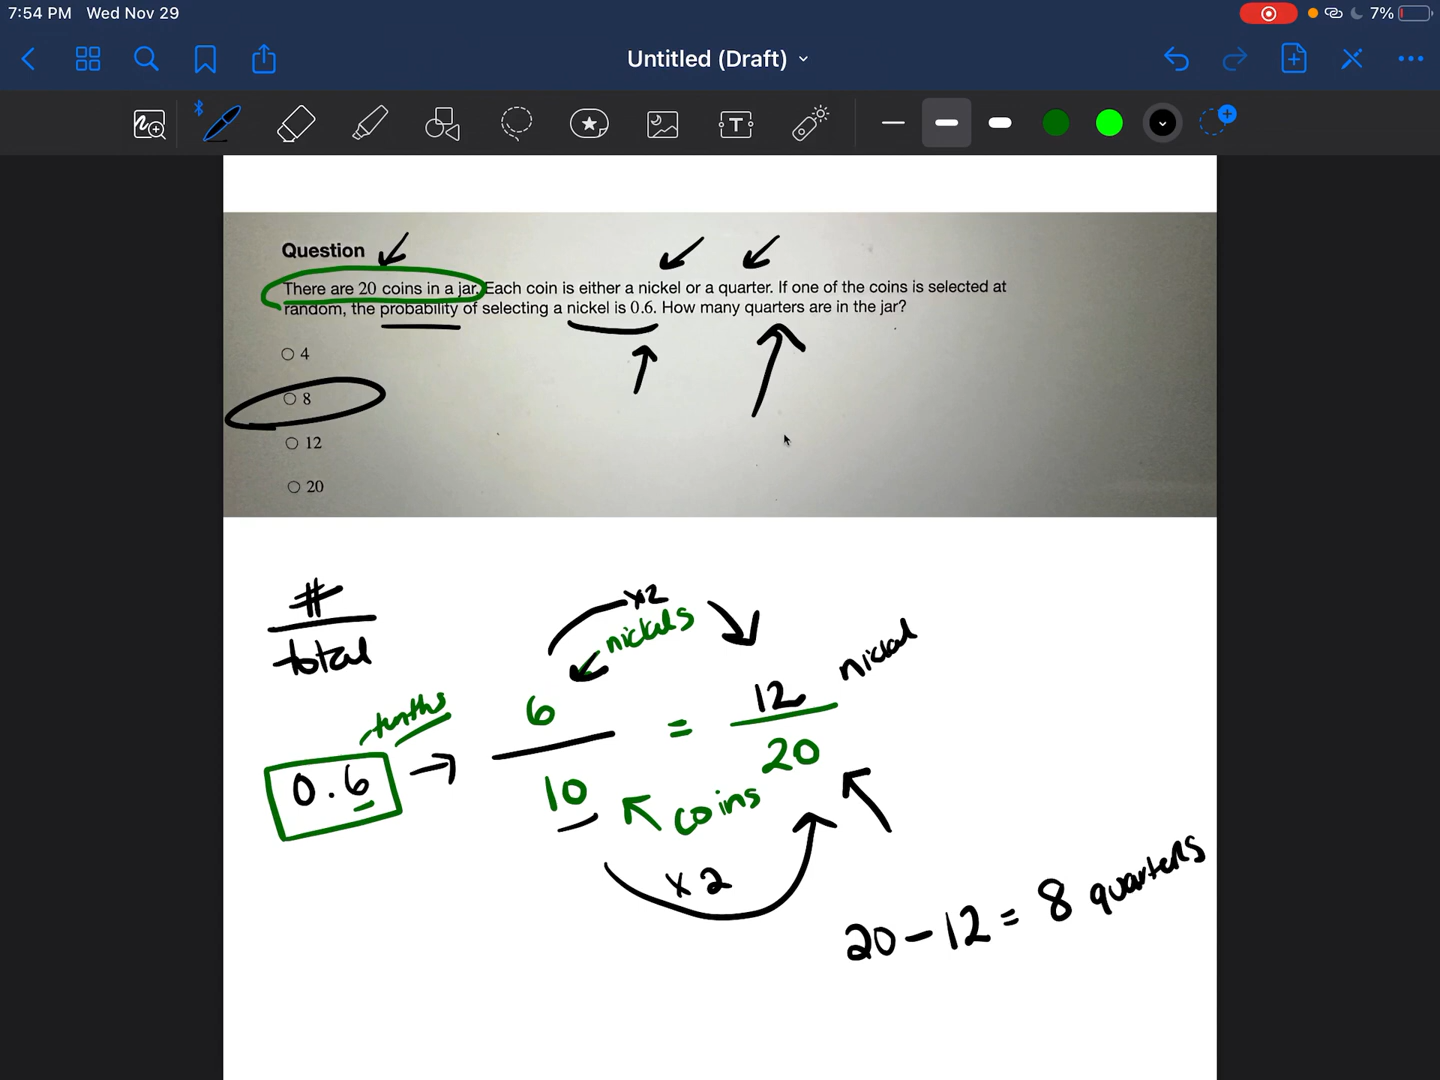 7:54 PM Wed Nov 29
7%
Untitled (Draft)
T
Question
There are 20 coins in a jar. Each coin is either a nickel or a quarter. If one of the coins is selected at
random, the probability of selecting a nickel is 0.6. How many quarters are in the jar?
4
8
12
20
#
total
x2
nickels
nickel
tenths
0.6
6
10
=
12
20
coins
x 2
20 - 12 = 8 quarters